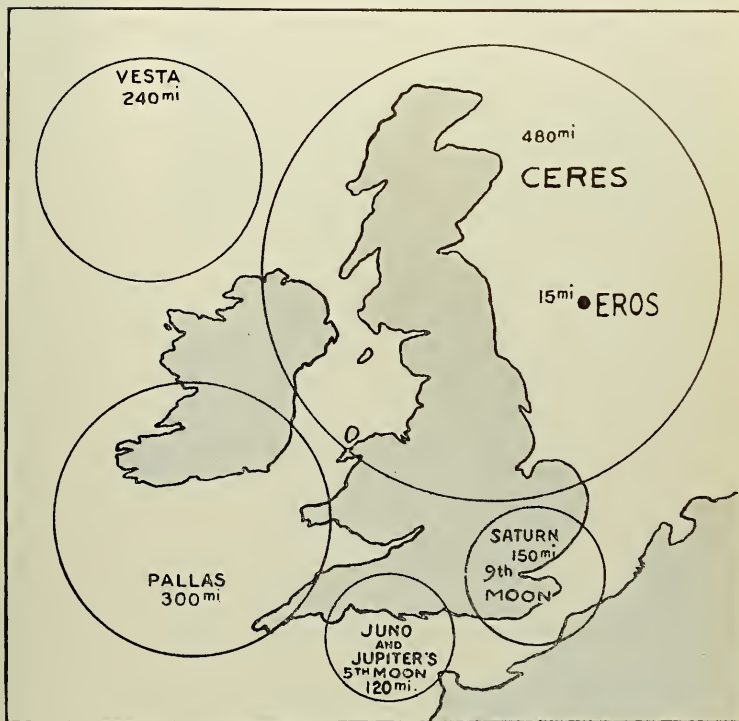 VESTA
240mi
480mi
CERES
15mi EROS
PALLAS
300mi
SATURN
150mi
9th
MOON
JUNO
AND
JUPITER'S
5TH MOON
120mi.